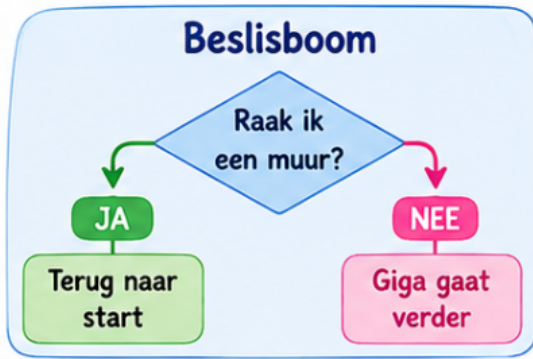 Beslisboom
Raak ik
een muur?
JA
NEE
Terug naar
start
Giga gaat
verder